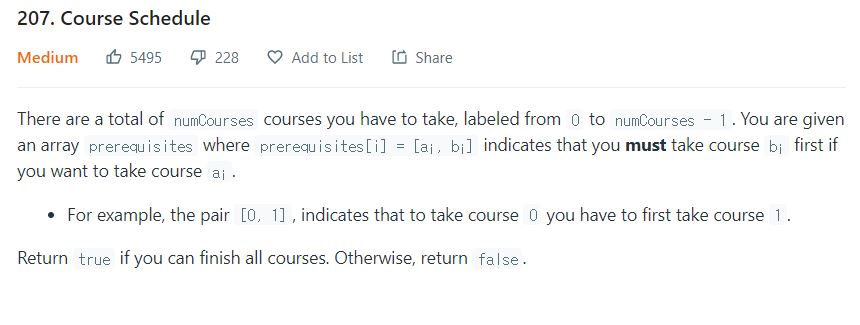 207. Course Schedule
Medium 5495 228 Add to List Share
There are a total of numCourses courses you have to take, labeled from 0 to numCourses - 1. You are given
an array prerequisites where prerequisites[i] = [aᵢ, bᵢ] indicates that you must take course bᵢ first if
you want to take course aᵢ.
• For example, the pair [0, 1], indicates that to take course 0 you have to first take course 1.
Return true if you can finish all courses. Otherwise, return false.